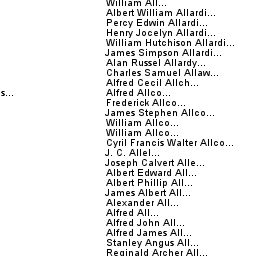 William All...
Albert William Allardi...
Percy Edwin Allardi...
Henry Jocelyn Allardi...
William Hutchison Allardi...
James Simpson Allardi...
Alan Russel Allardy...
Charles Samuel Allaw...
Alfred Cecil Allch...
s...
Alfred Allco...
Frederick Allco...
James Stephen Allco...
William Allco...
William Allco...
Cyril Francis Walter Allco...
J. C. Allel...
Joseph Calvert Alle...
Albert Edward All...
Albert Phillip All...
James Albert All...
Alexander All...
Alfred All...
Alfred John All...
Alfred James All...
Stanley Angus All...
Reginald Archer All...